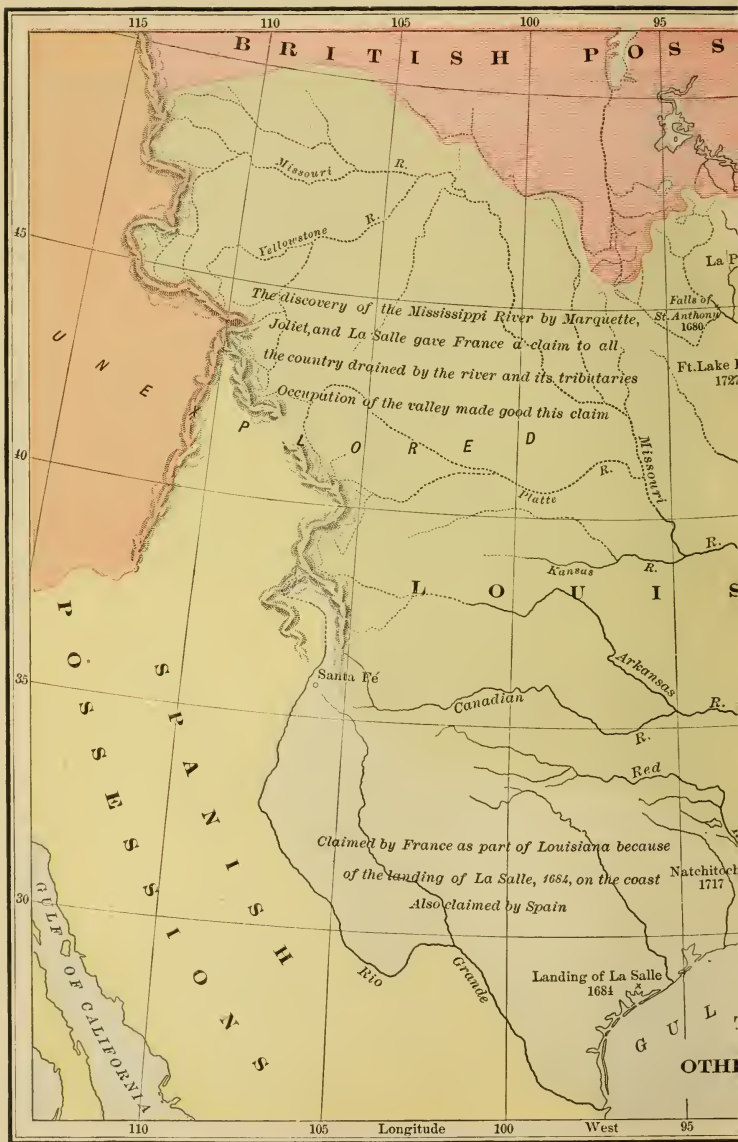 115 110 105 100 95
BRITISH POSS
Missouri R.
45
Yellowstone R.
La P
Falls of
St. Anthony
1680
The discovery of the Mississippi River by Marquette,
Joliet, and La Salle gave France a claim to all
the country drained by the river and its tributaries
Occupation of the valley made good this claim
Ft. Lake
1727
UNEXPLORED
40
Missouri R.
Platte R.
Kansas R.
LOUIS
35
SPANISH
POSSESSIONS
Santa Fé
Arkansas R.
Canadian R.
Red
Claimed by France as part of Louisiana because
of the landing of La Salle, 1684, on the coast
Also claimed by Spain
Natchitoch
1717
30
GULF OF CALIFORNIA
Rio Grande
Landing of La Salle
1684
GUL
OTHE
110 105 Longitude 100 West 95